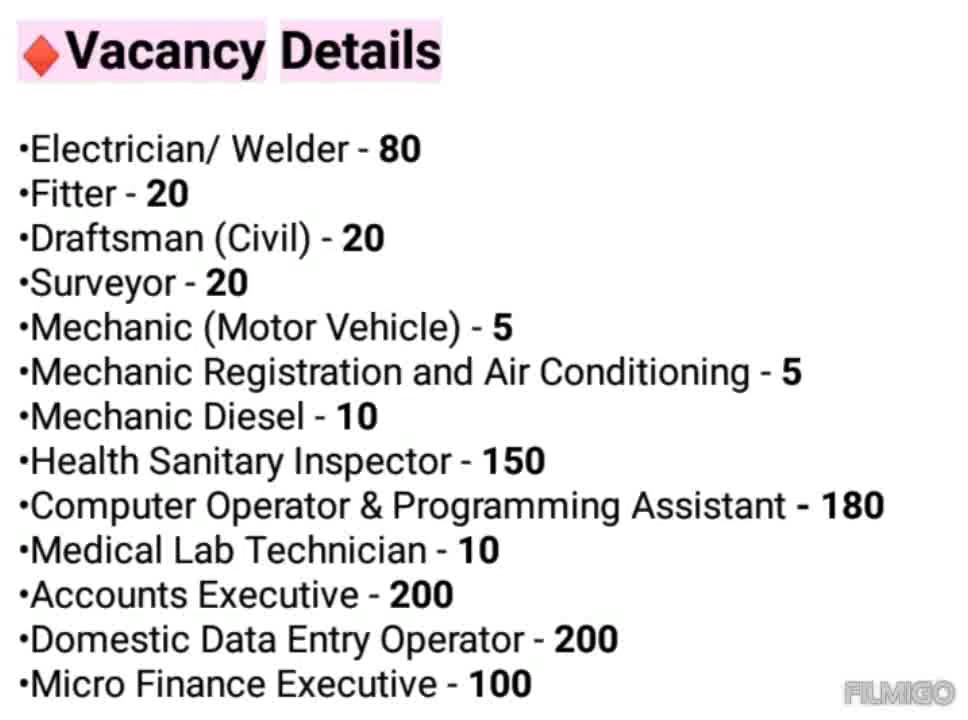 ♦Vacancy Details
•Electrician/ Welder - 80
•Fitter - 20
•Draftsman (Civil) - 20
•Surveyor - 20
•Mechanic (Motor Vehicle) - 5
•Mechanic Registration and Air Conditioning - 5
•Mechanic Diesel - 10
•Health Sanitary Inspector - 150
•Computer Operator & Programming Assistant - 180
•Medical Lab Technician - 10
•Accounts Executive - 200
•Domestic Data Entry Operator - 200
•Micro Finance Executive - 100
FILMIGO